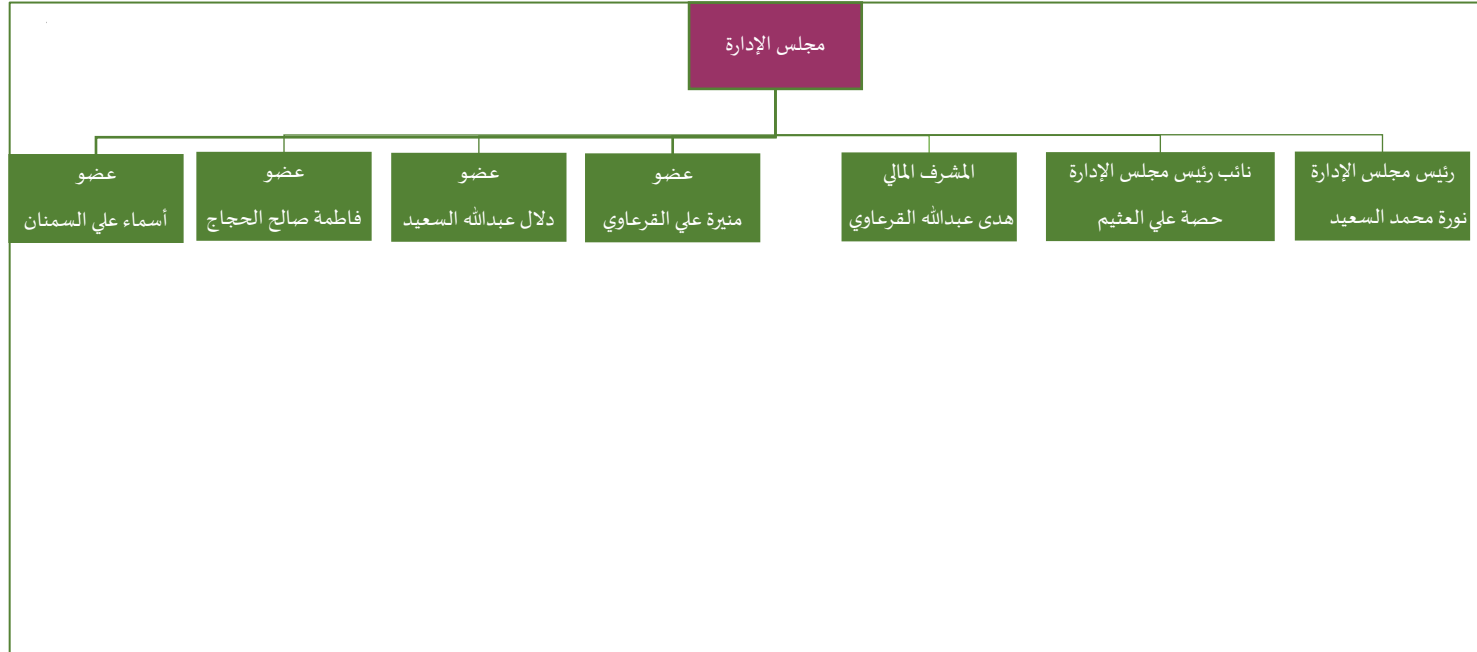 مجلس الإدارة
رئيس مجلس الإدارة
نورة محمد السعيد
نائب رئيس مجلس الإدارة
حصة علي العثيم
المشرف المالي
هدى عبدالله القرعاوي
عضو
منيرة علي القرعاوي
عضو
دلال عبدالله السعيد
عضو
فاطمة صالح الحجاج
عضو
أسماء علي السمنان